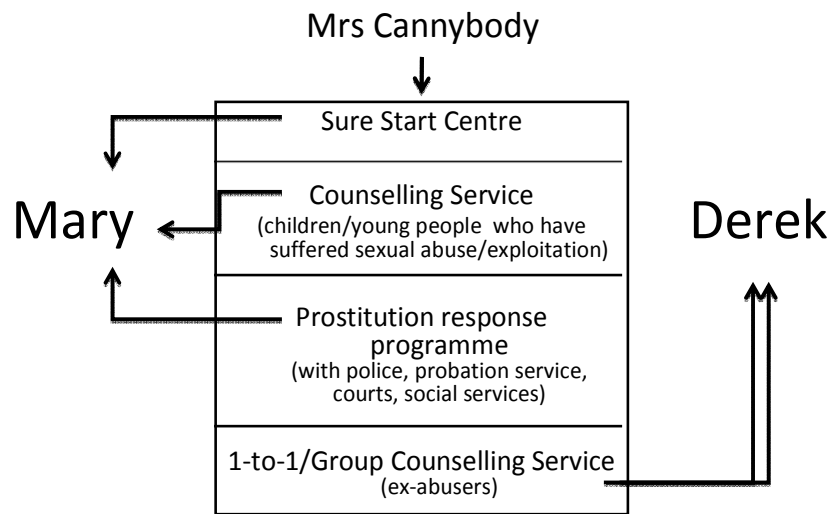 Mrs Cannybody
Sure Start Centre
Mary
Counselling Service
(children/young people who have
suffered sexual abuse/exploitation)
Derek
Prostitution response
programme
(with police, probation service,
courts, social services)
1-to-1/Group Counselling Service
(ex-abusers)